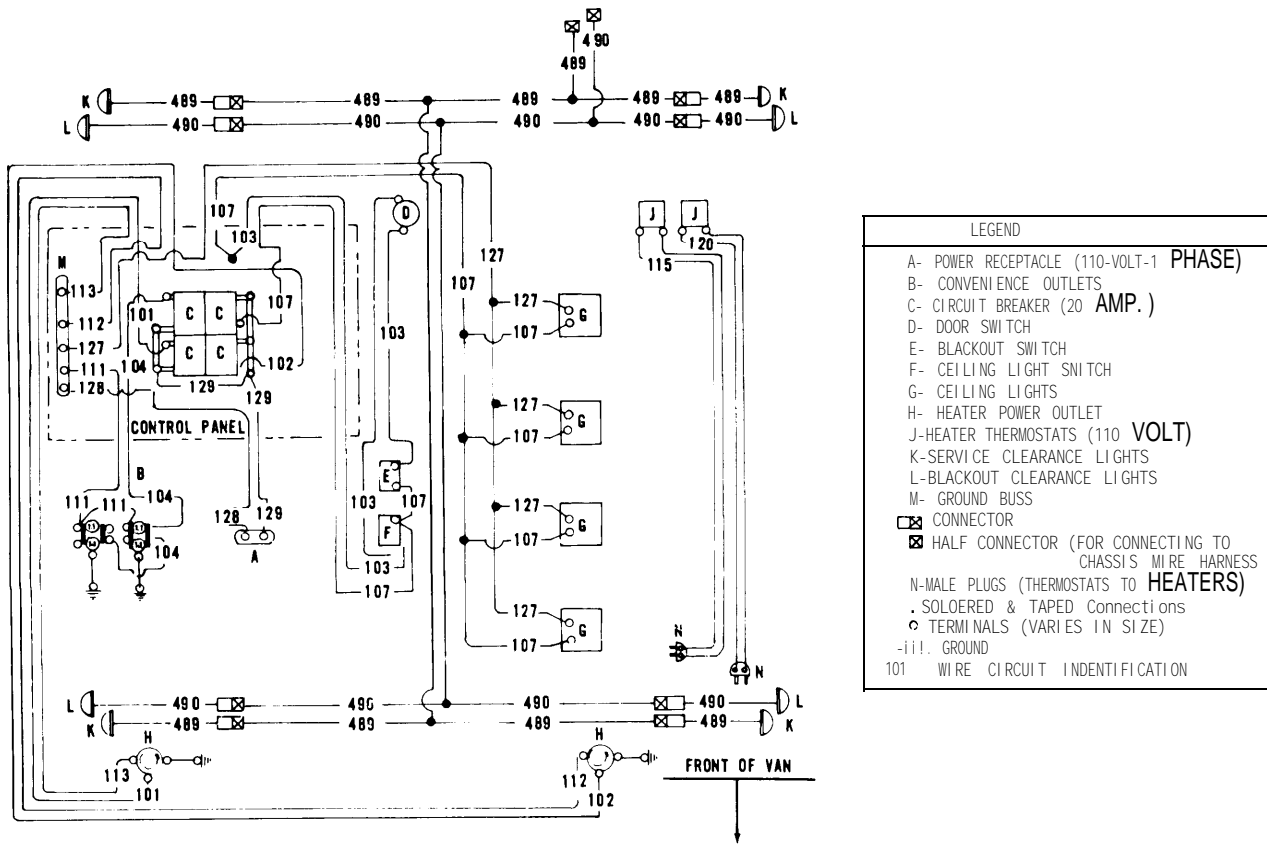 490
489
K 489 489 489 489 489 K
L 490 490 490 490 490 L
107
103
D
J J
120
115
127
107
M
113
112
127
111
128
101
104
C C
C C
107
102
129
129
103
CONTROL PANEL
127
107
G
127
107
G
127
107
G
127
107
G
B
111 111 104
104
128 129
A
E
103 107
F
103
107
N
N
L 490 490 490 490 L
K 489 489 489 489 K
H
113
101
H
112
102
FRONT OF VAN
LEGEND
A- POWER RECEPTACLE (110-VOLT-1 PHASE)
B- CONVENIENCE OUTLETS
C- CIRCUIT BREAKER (20 AMP.)
D- DOOR SWITCH
E- BLACKOUT SWITCH
F- CEILING LIGHT SNITCH
G- CEILING LIGHTS
H- HEATER POWER OUTLET
J-HEATER THERMOSTATS (110 VOLT)
K-SERVICE CLEARANCE LIGHTS
L-BLACKOUT CLEARANCE LIGHTS
M- GROUND BUSS
CONNECTOR
HALF CONNECTOR (FOR CONNECTING TO
CHASSIS MIRE HARNESS
N-MALE PLUGS (THERMOSTATS TO HEATERS)
. SOLOERED & TAPED Connections
TERMINALS (VARIES IN SIZE)
-ii!. GROUND
101 WIRE CIRCUIT INDENTIFICATION